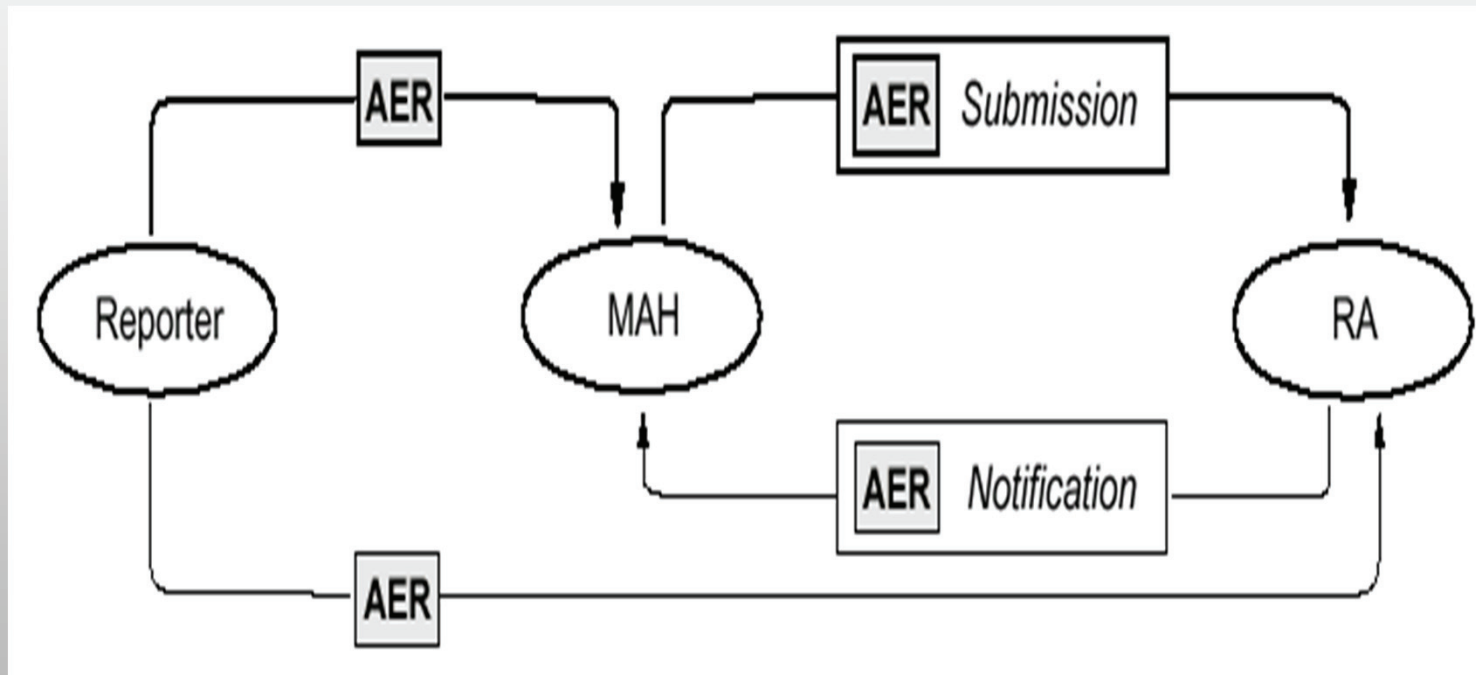 AER
AER Submission
Reporter
MAH
RA
AER Notification
AER